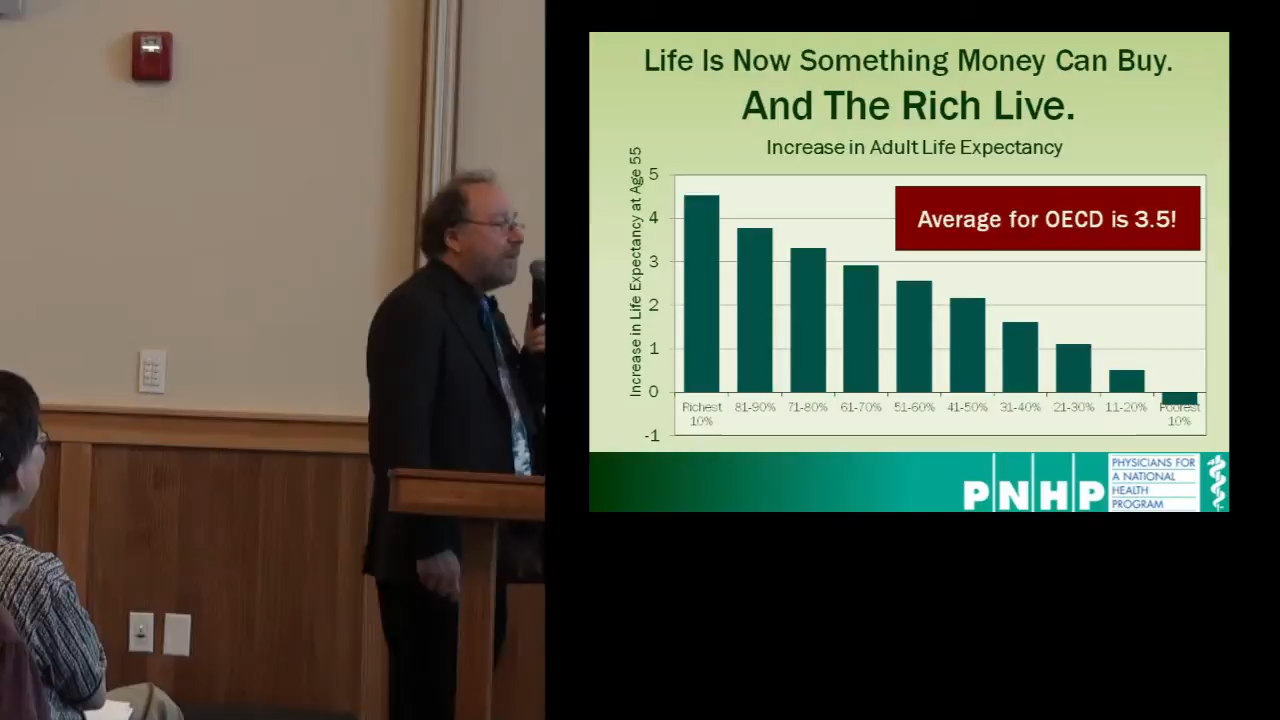 Life Is Now Something Money Can Buy.
And The Rich Live.
Increase in Adult Life Expectancy
Increase in Life Expectancy at Age 55
5
4
3
2
1
0
-1
Average for OECD is 3.5!
Richest 10%
81-90%
71-80%
61-70%
51-60%
41-50%
31-40%
21-30%
11-20%
Poorest 10%
PNHP
PHYSICIANS FOR
A NATIONAL
HEALTH
PROGRAM